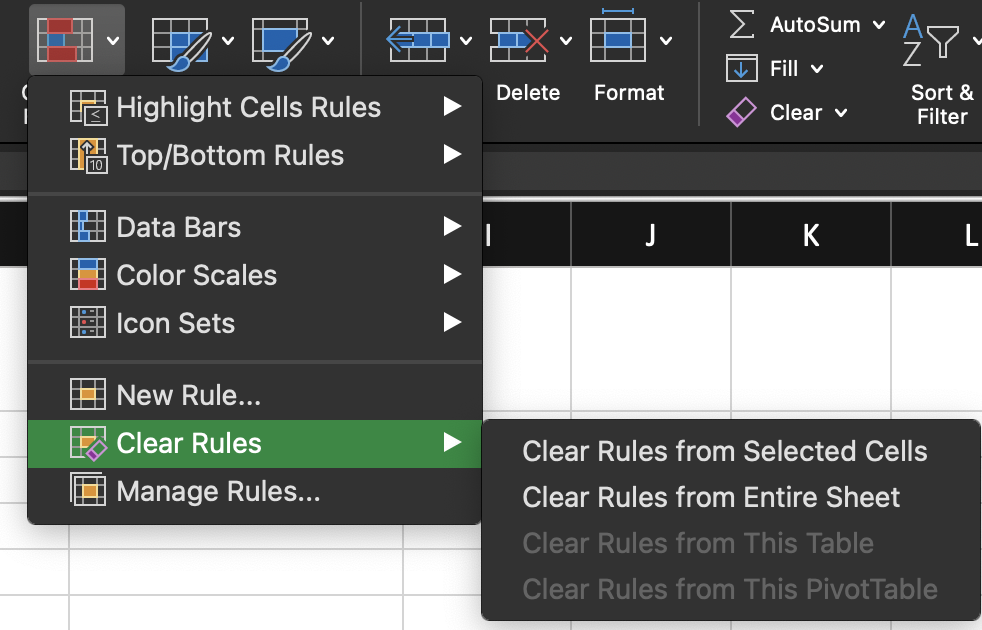 AutoSum
Fill
Clear
Delete
Format
Sort &
Filter
Highlight Cells Rules
Top/Bottom Rules
Data Bars
Color Scales
Icon Sets
New Rule...
Clear Rules
Manage Rules...
I J K L
Clear Rules from Selected Cells
Clear Rules from Entire Sheet
Clear Rules from This Table
Clear Rules from This PivotTable
A
Z
10